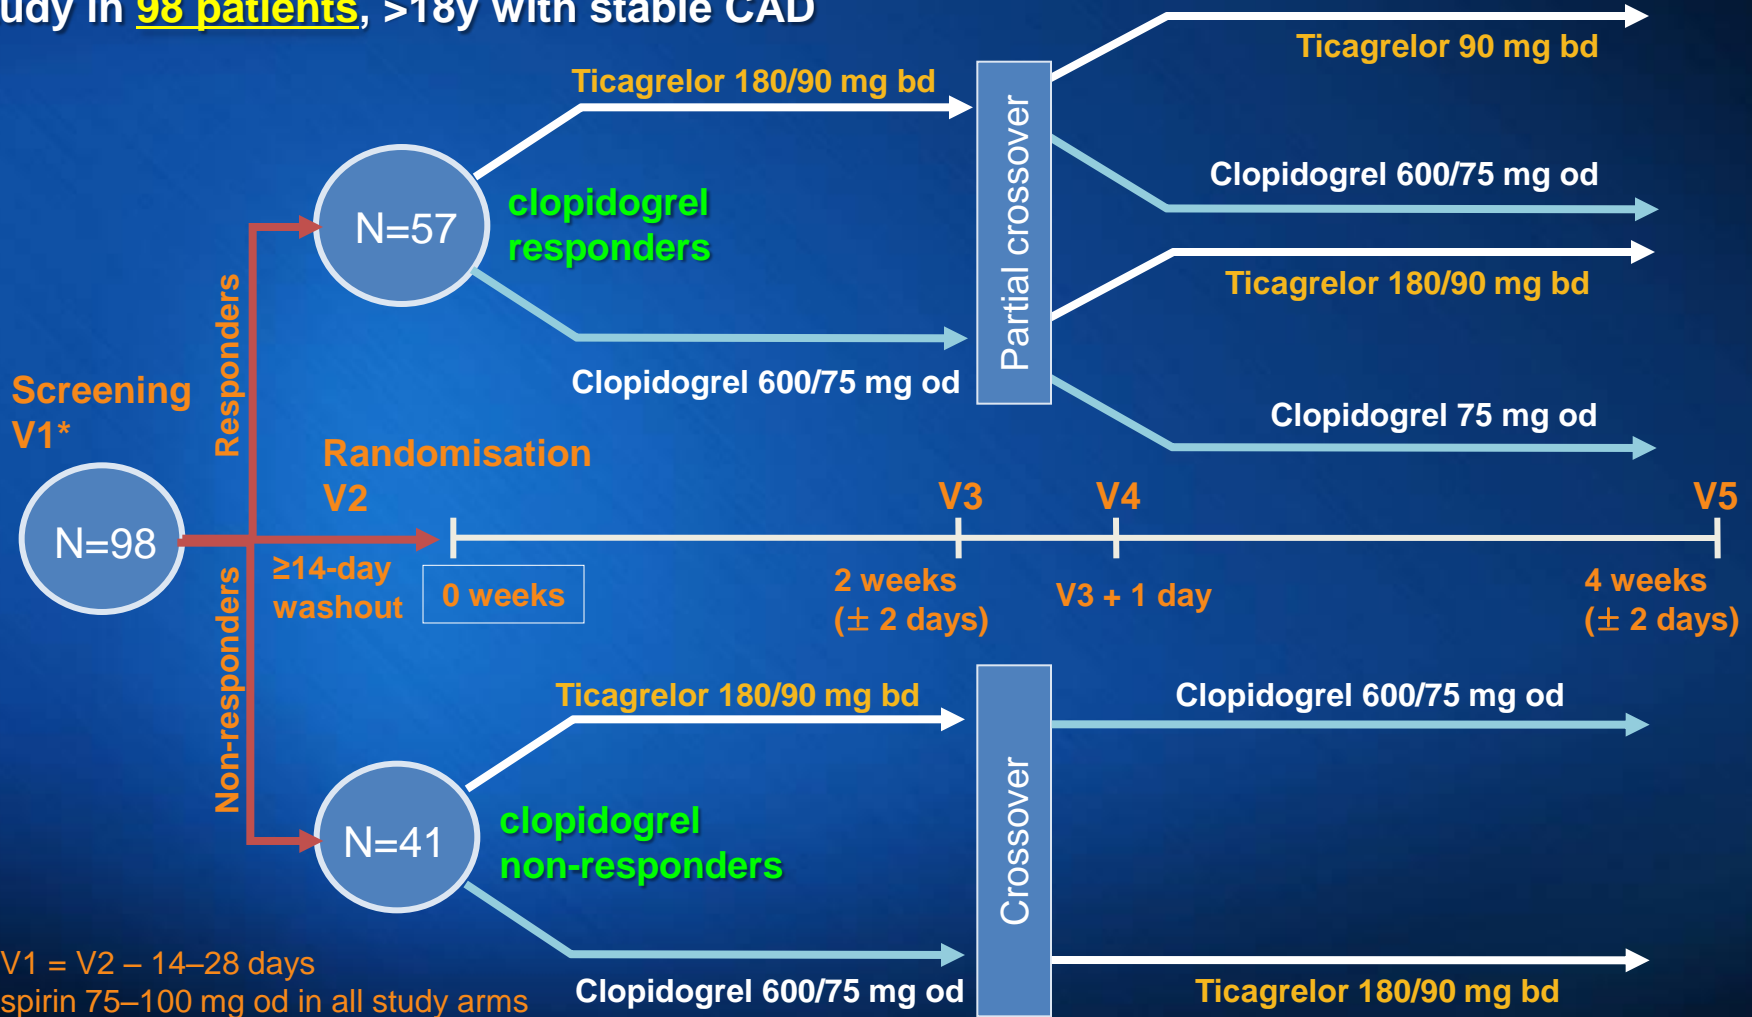 udy in 98 patients, >18y with stable CAD
Ticagrelor 180/90 mg bd
Ticagrelor 90 mg bd
N=57
clopidogrel
responders
Partial crossover
Clopidogrel 600/75 mg od
Ticagrelor 180/90 mg bd
Responders
Clopidogrel 600/75 mg od
Clopidogrel 75 mg od
Screening
V1*
Randomisation
V2
V3
V4
V5
N=98
≥14-day
washout
0 weeks
2 weeks
(± 2 days)
V3 + 1 day
4 weeks
(± 2 days)
Non-responders
Ticagrelor 180/90 mg bd
Clopidogrel 600/75 mg od
N=41
clopidogrel
non-responders
Crossover
V1 = V2 – 14–28 days
spirin 75–100 mg od in all study arms
Clopidogrel 600/75 mg od
Ticagrelor 180/90 mg bd